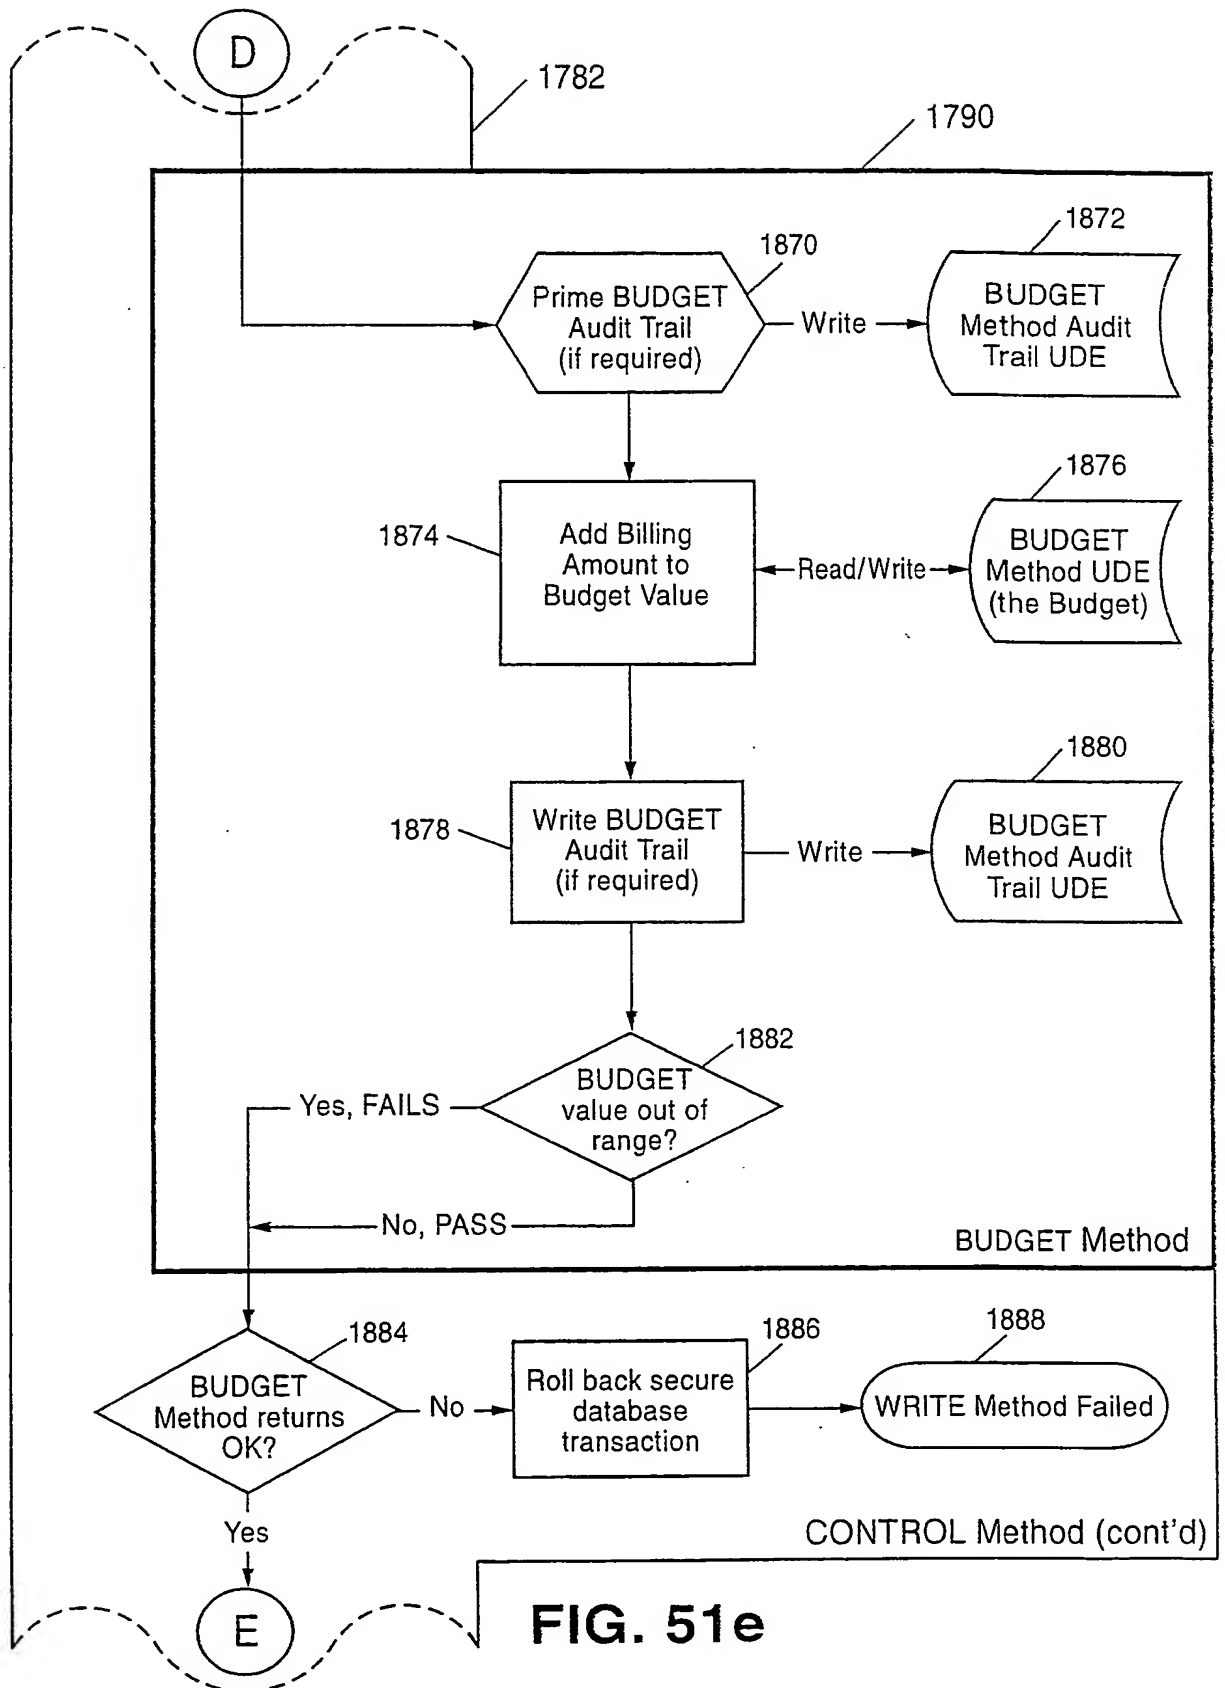 D
1782
1790
1870
1872
Prime BUDGET
Audit Trail
(if required)
Write
BUDGET
Method Audit
Trail UDE
1874
Add Billing
Amount to
Budget Value
Read/Write
1876
BUDGET
Method UDE
(the Budget)
1878
Write BUDGET
Audit Trail
(if required)
Write
1880
BUDGET
Method Audit
Trail UDE
1882
BUDGET
value out of
range?
Yes, FAILS
No, PASS
BUDGET Method
1884
BUDGET
Method returns
OK?
No
1886
Roll back secure
database
transaction
1888
WRITE Method Failed
Yes
CONTROL Method (cont'd)
E
FIG. 51e